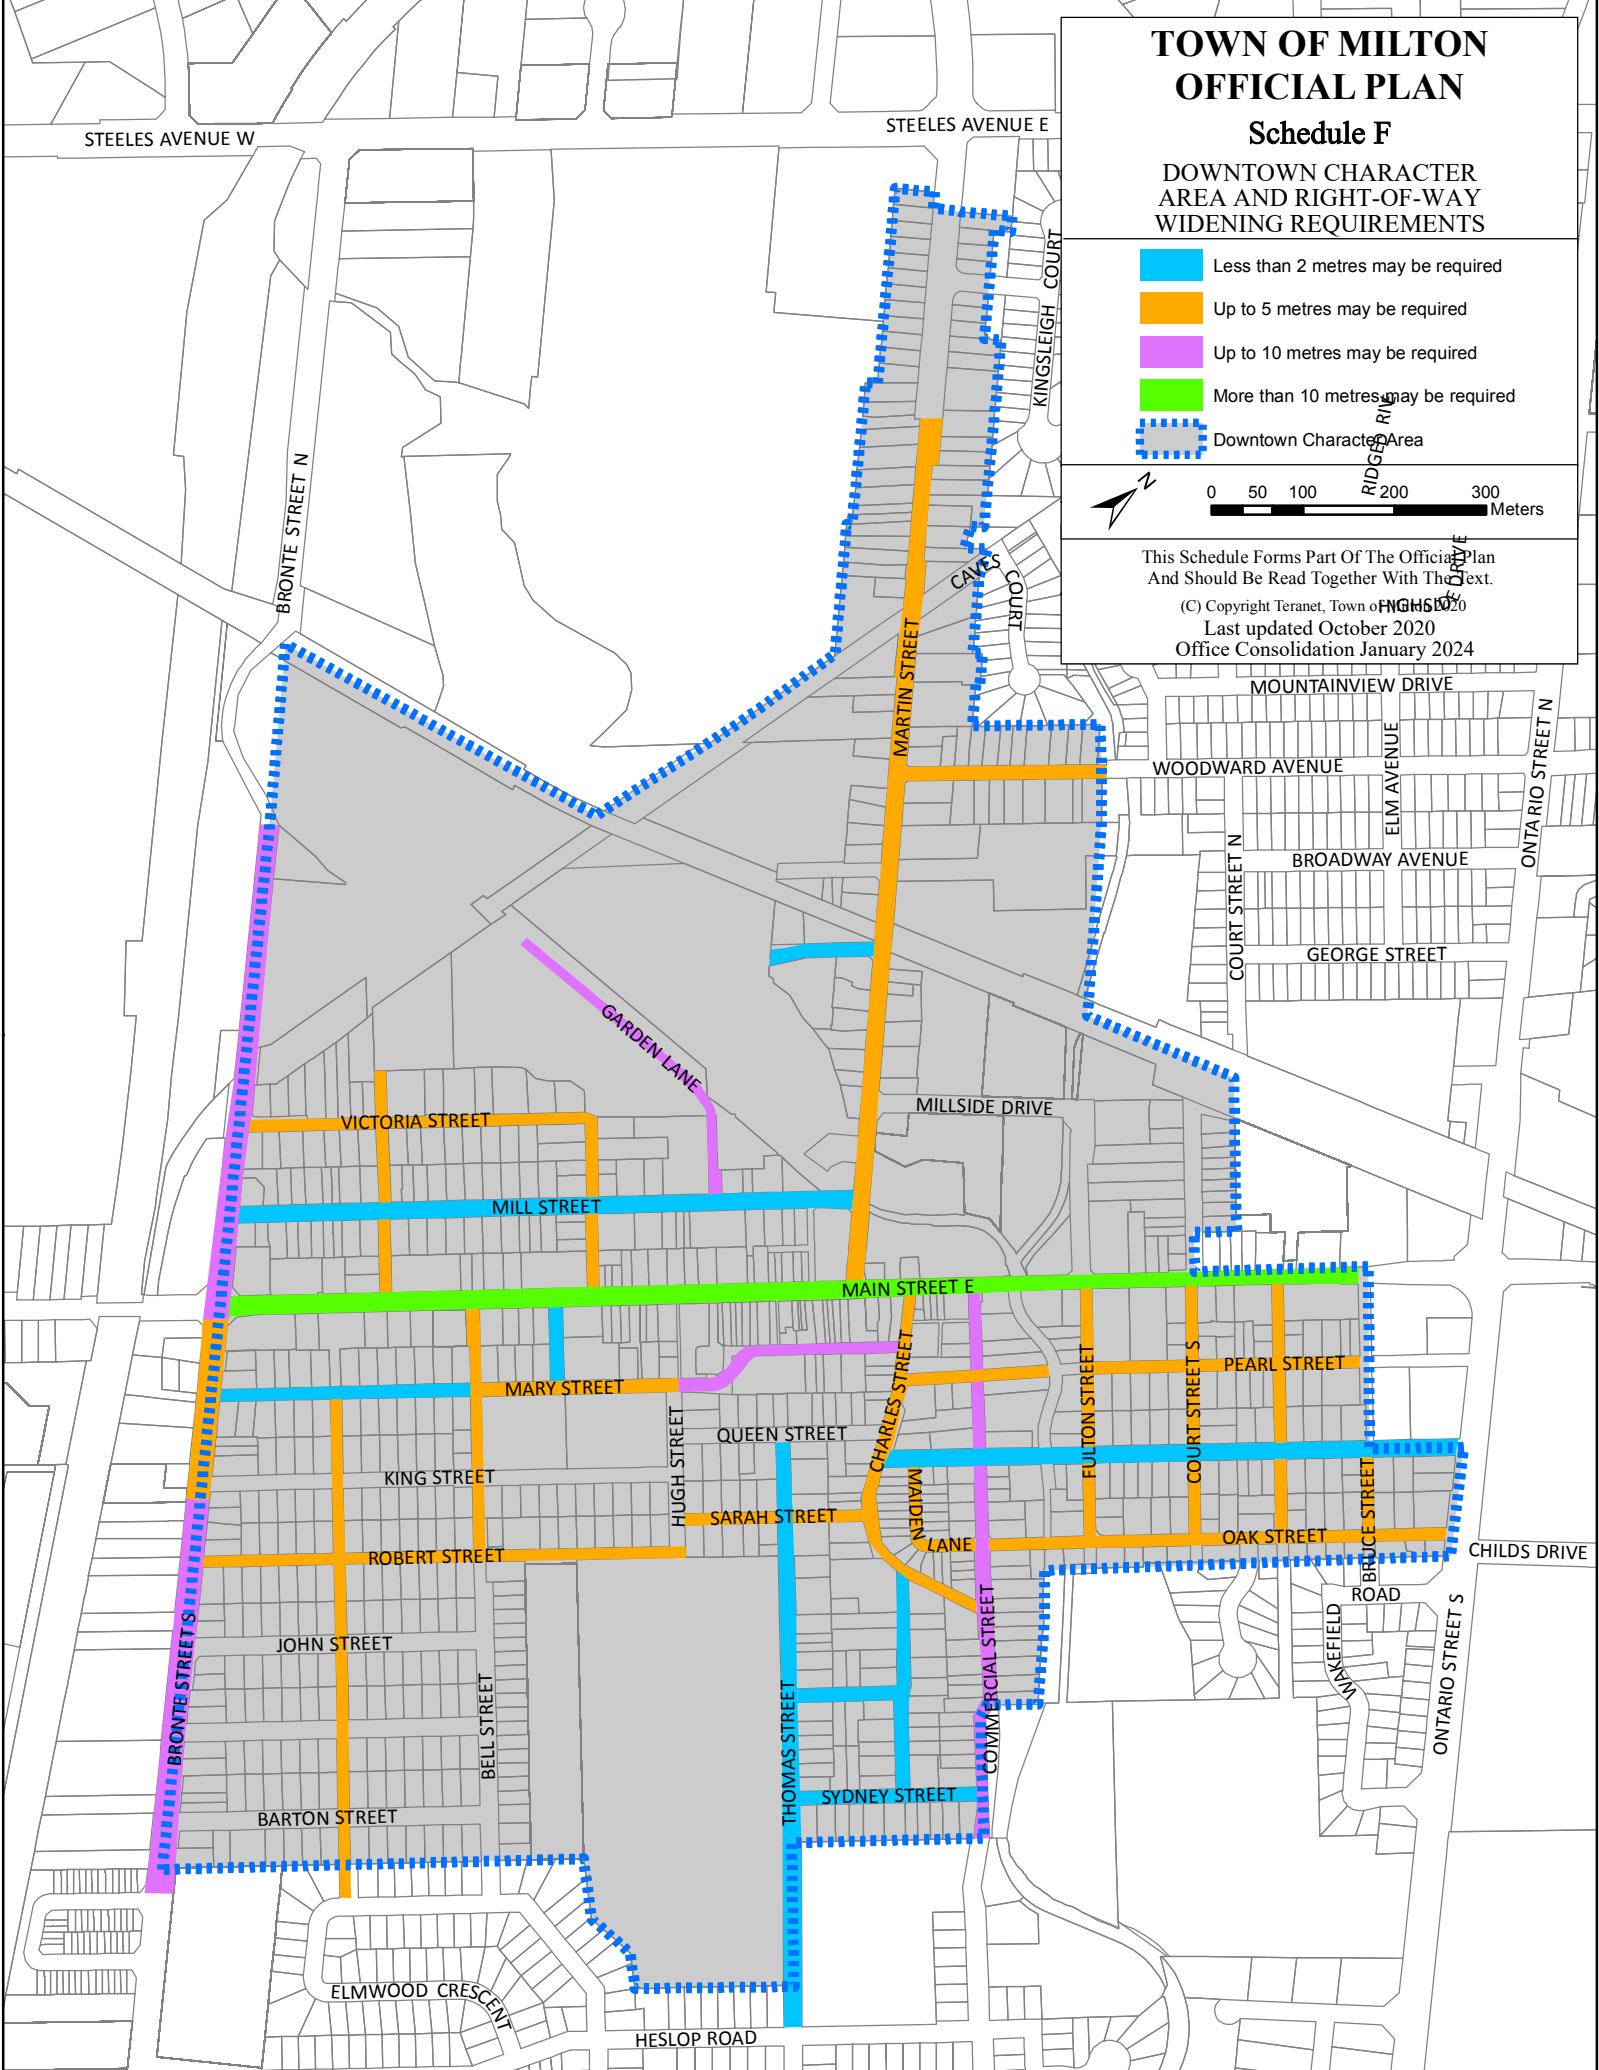 TOWN OF MILTON
OFFICIAL PLAN
Schedule F
DOWNTOWN CHARACTER
AREA AND RIGHT-OF-WAY
WIDENING REQUIREMENTS
Less than 2 metres may be required
Up to 5 metres may be required
Up to 10 metres may be required
More than 10 metres may be required
Downtown Character Area
N
0 50 100 200 300
Meters
This Schedule Forms Part Of The Official Plan
And Should Be Read Together With The Text.
(C) Copyright Teranet, Town of Milton 2020
Last updated October 2020
Office Consolidation January 2024
STEELES AVENUE W
STEELES AVENUE E
KINGSLEIGH COURT
BRONTE STREET N
CAVES COURT
MARTIN STREET
MOUNTAINVIEW DRIVE
WOODWARD AVENUE
ELM AVENUE
ONTARIO STREET N
BROADWAY AVENUE
COURT STREET N
GEORGE STREET
GARDEN LANE
MILLSIDE DRIVE
VICTORIA STREET
MILL STREET
MAIN STREET E
MARY STREET
CHARLES STREET
PEARL STREET
FULTON STREET
COURT STREET S
HUGH STREET
QUEEN STREET
KING STREET
MAIDEN LANE
SARAH STREET
OAK STREET
BRUCE STREET
CHILDS DRIVE
ROBERT STREET
JOHN STREET
BRONTE STREET S
BELL STREET
THOMAS STREET
COMMERCIAL STREET
WAKEFIELD ROAD
ONTARIO STREET S
SYDNEY STREET
BARTON STREET
ELMWOOD CRESCENT
HESLOP ROAD